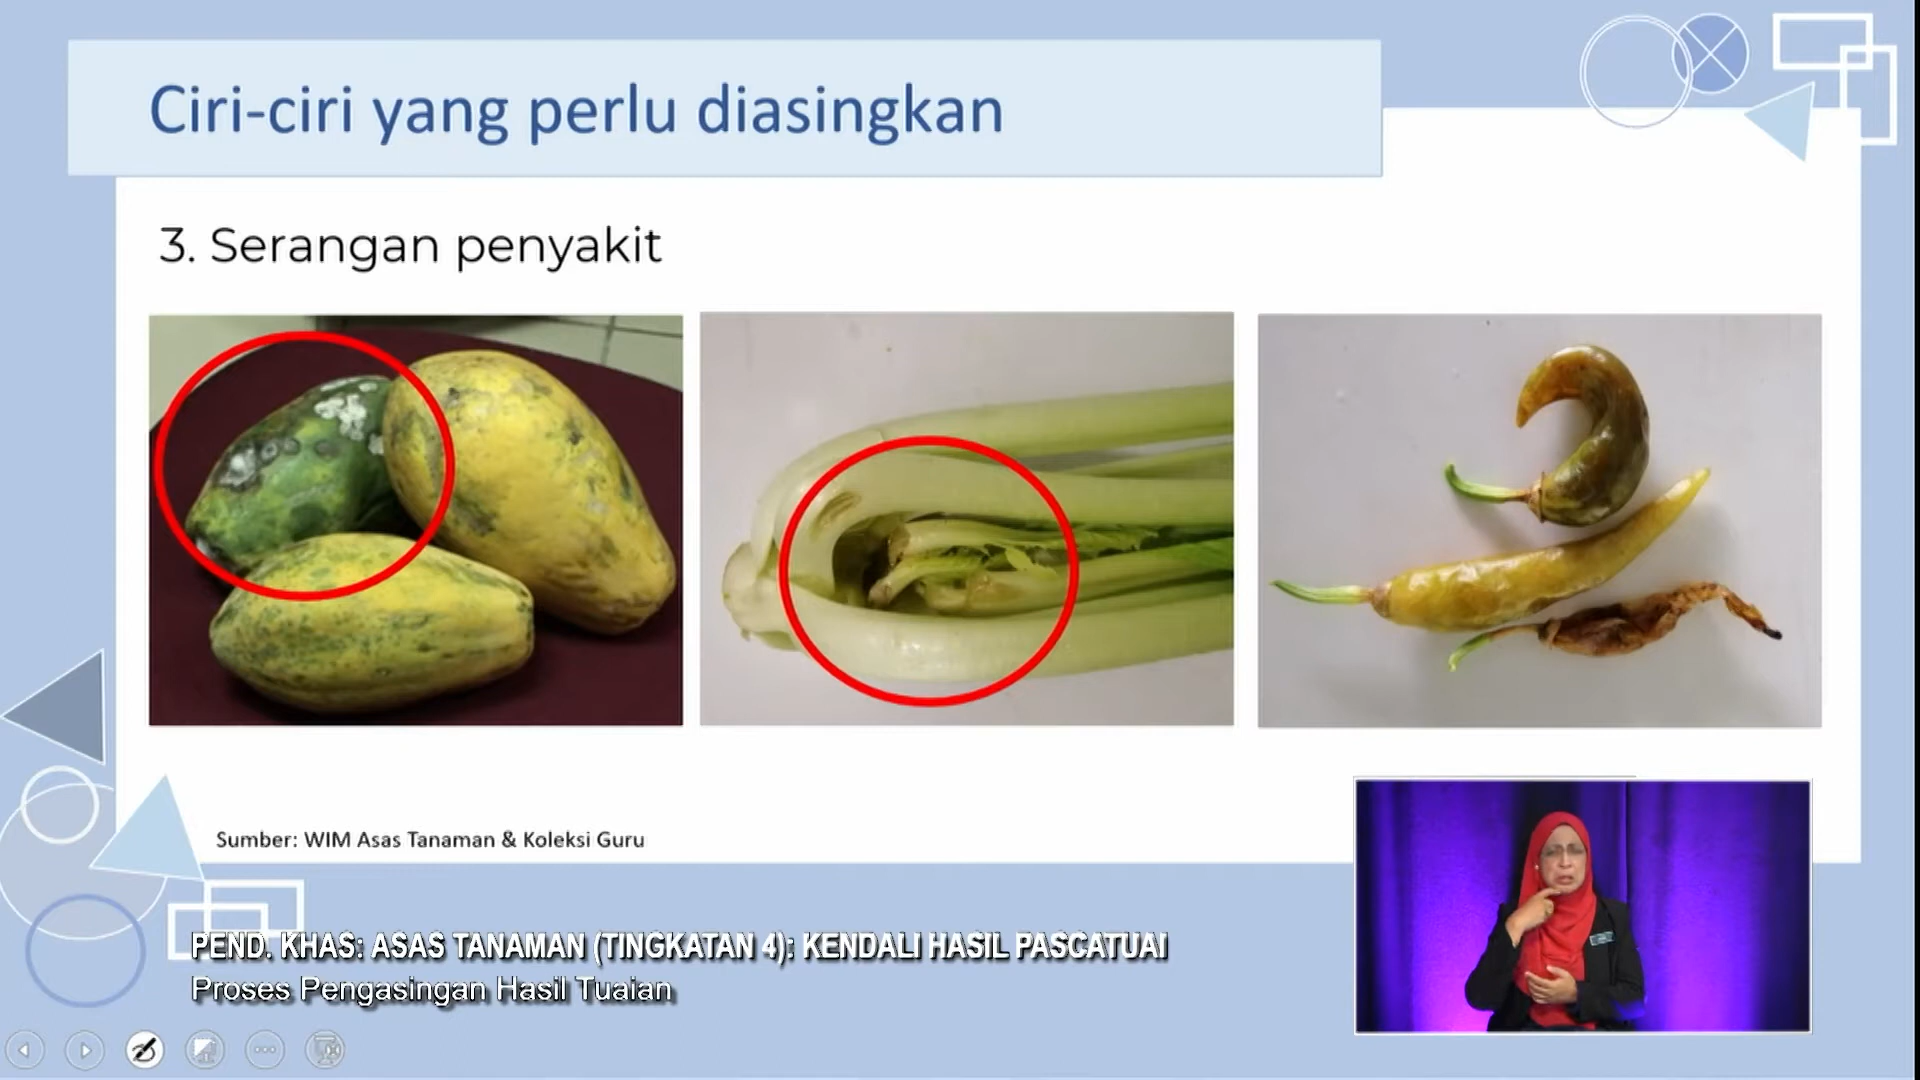 Ciri-ciri yang perlu diasingkan
3. Serangan penyakit
Sumber: WIM Asas Tanaman & Koleksi Guru
PEND. KHAS: ASAS TANAMAN (TINGKATAN 4): KENDALI HASIL PASCATUAI
Proses Pengasingan Hasil Tuaian